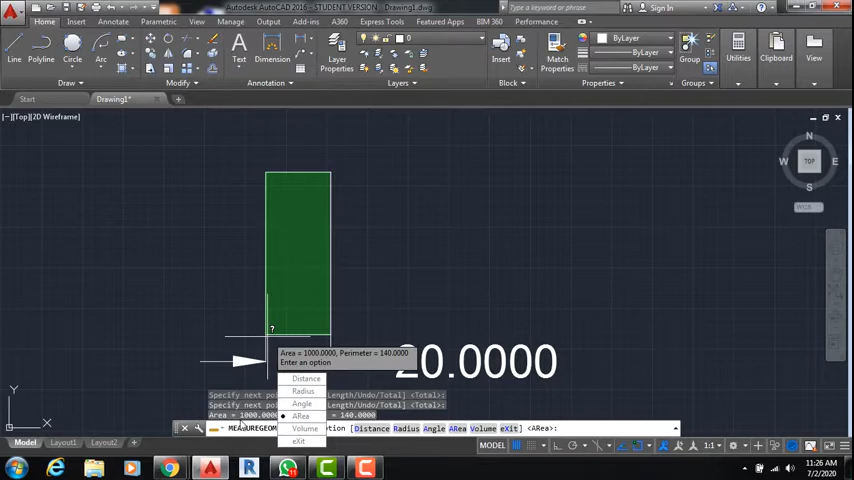 Autodesk AutoCAD 2016 - STUDENT VERSION Drawing1.dwg
Type a keyword or phrase
Sign In
Home Insert Annotate Parametric View Manage Output Add-ins A360 Express Tools Featured Apps BIM 360 Performance
Line Polyline Circle Arc Text Dimension Layer Properties 0 Insert Match Properties ByLayer ByLayer ByLayer Group Utilities Clipboard View
Draw Modify Annotation Layers Block Properties Groups
Start Drawing1*
[−][Top][2D Wireframe]
N
W TOP E
S
WCS
?
20.0000
Area = 1000.0000, Perimeter = 140.0000
Enter an option
Distance
Radius
Angle
ARea
Volume
eXit
Specify next po
Length/Undo/Total] <Total>:
Specify next po
Length/Undo/Total] <Total>:
Area = 1000.0000
= 140.0000
MEASUREGEOM
ption [Distance Radius Angle ARea Volume eXit] <ARea>:
Y
X
Model Layout1 Layout2
MODEL 1:1
11:26 AM
7/2/2020